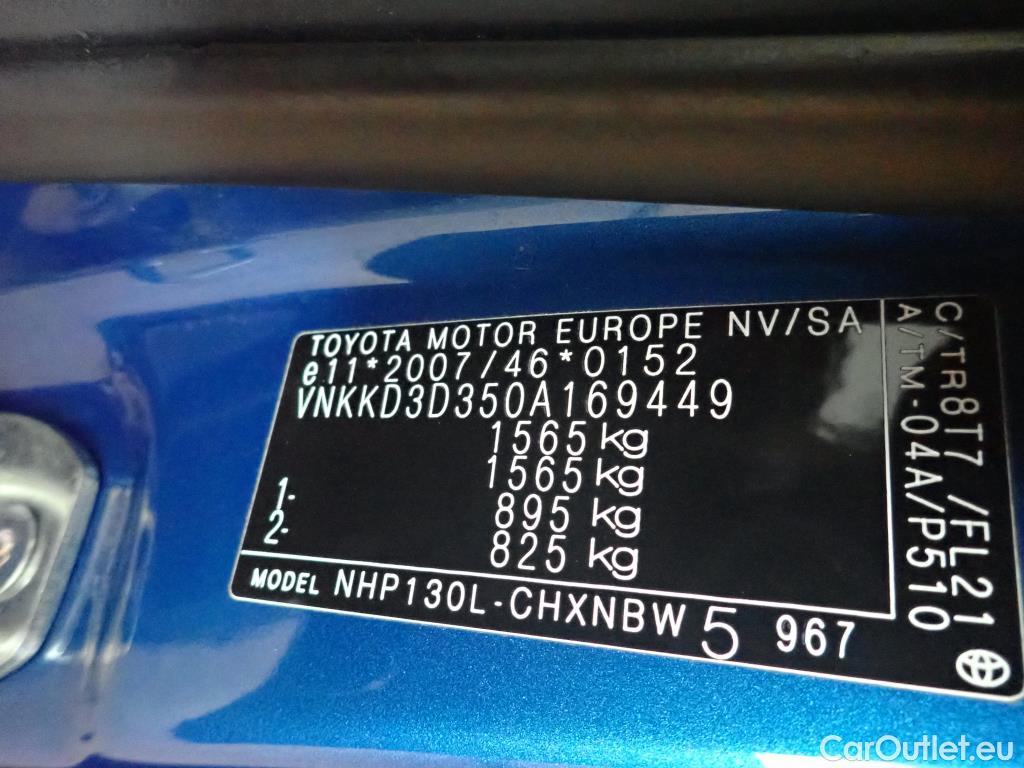 TOYOTA MOTOR EUROPE NV/SA
e11*2007/46*0152
VNKKD3D350A169449
1565 kg
1565 kg
1- 895 kg
2- 825 kg
MODEL NHP130L-CHXNBW 5 967
C/TR8T7 /FL21
A/TM-04A/P510
CarOutlet.eu